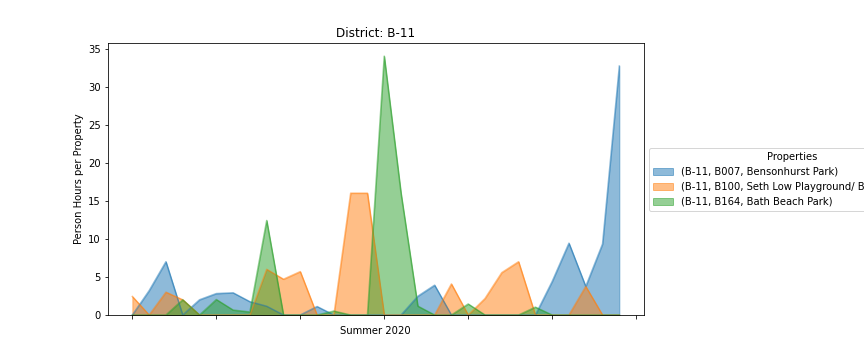 District: B-11
35
30
25
20
15
10
5
0
Person Hours per Property
Summer 2020
Properties
(B-11, B007, Bensonhurst Park)
(B-11, B100, Seth Low Playground/ B
(B-11, B164, Bath Beach Park)